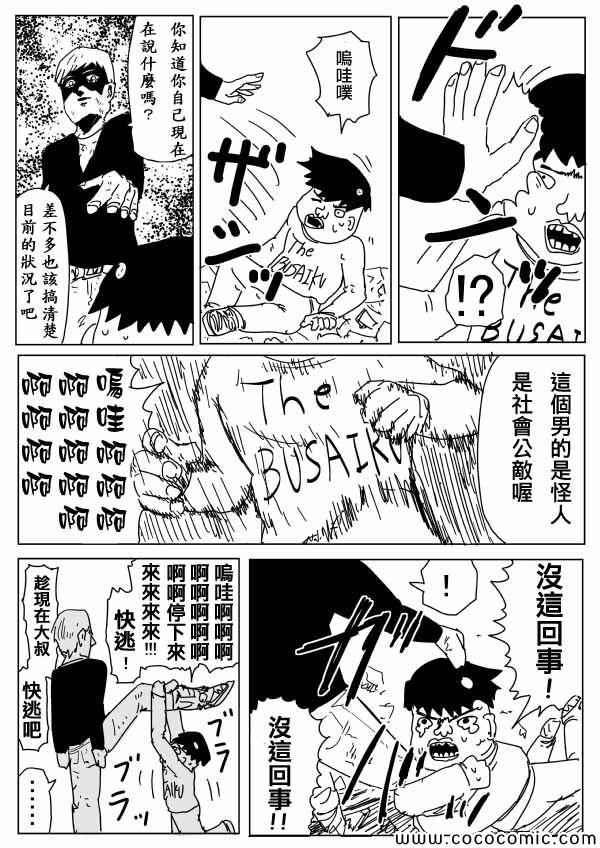 !?
The
BUSAI
嗚哇噗
ザザッ
The
BUSAIKU
你知道你自己現在
在說什麼嗎？
差不多也該搞清楚
目前的狀況了吧
這個男的是怪人
是社會公敵喔
The
BUSAIKU
嗚哇啊啊
啊啊啊啊
啊啊啊啊
啊啊啊
沒這回事！
！
沒這回事!!
嗚哇啊啊啊
啊啊啊啊啊
啊啊停下來
來來來來!!!
快逃！
趁現在大叔
快逃吧
ブラ
ブラ
AIKU
……
www.cococomic.com